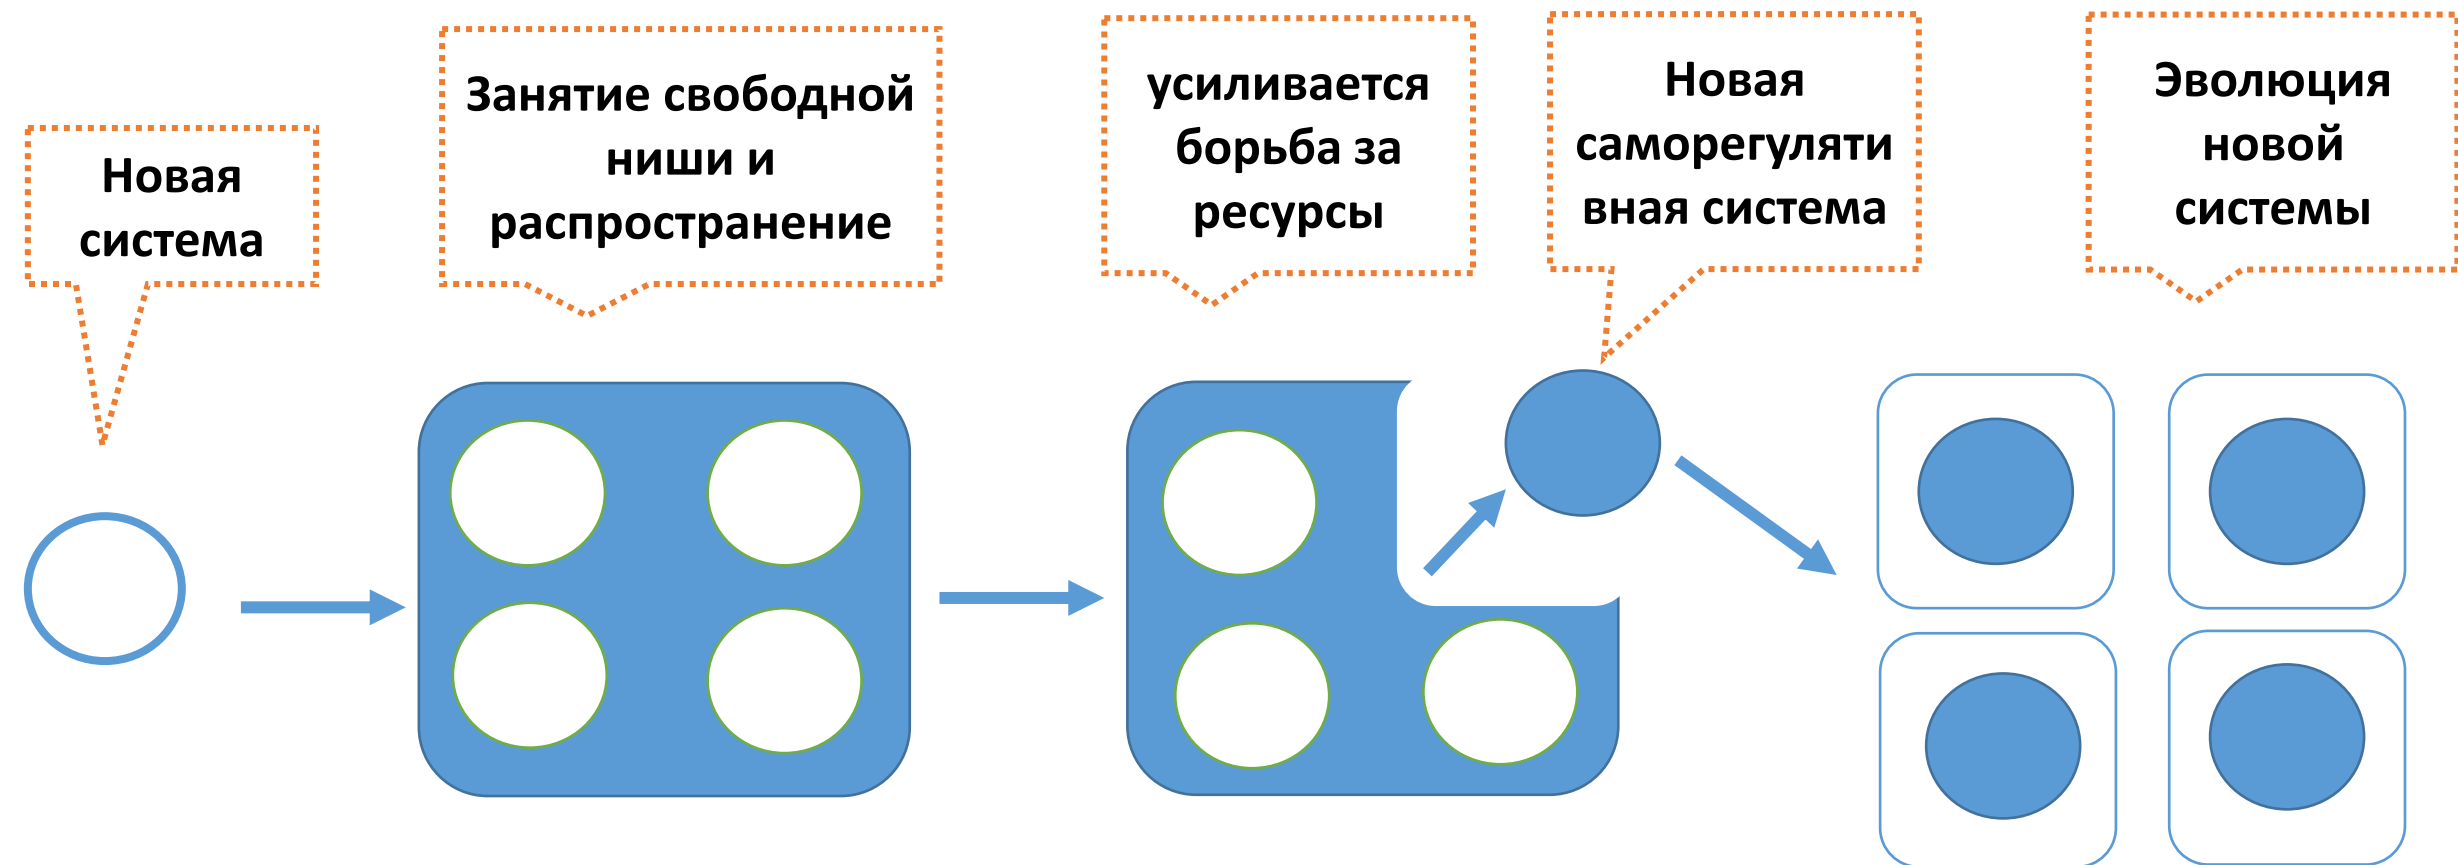 Новая
система
Занятие свободной
ниши и
распространение
усиливается
борьба за
ресурсы
Новая
саморегуляти
вная система
Эволюция
новой
системы